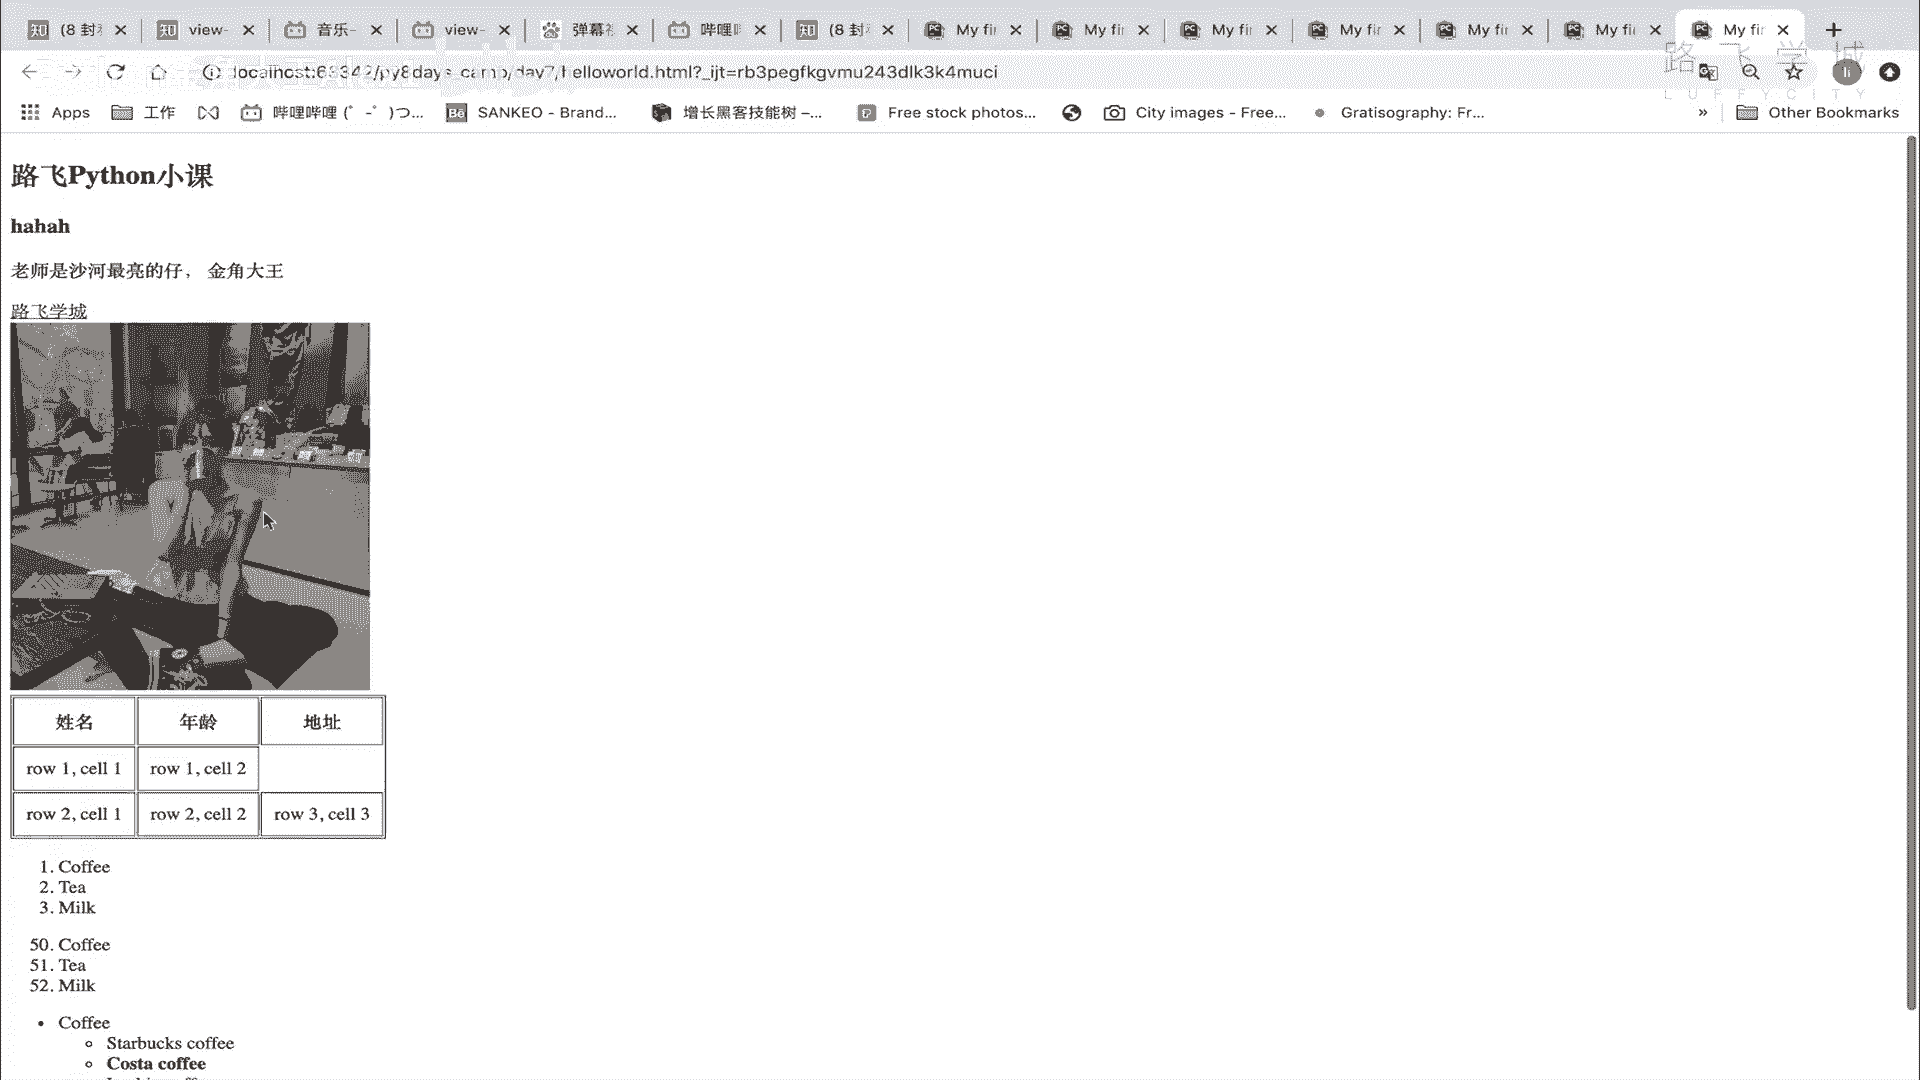 知 (8 封
知 view-
音乐-
view-
弹幕
哔哩
知 (8 封
My fir
My fir
My fir
My fir
My fir
My fir
My fir
localhost:63342/py8days_camp/day7/helloworld.html?_ijt=rb3pegfkgvmu243dlk3k4muci
路飞学城
LUFFYCITY
Apps
工作
哔哩哔哩 (゜-゜)つ...
Bē SANKEO - Brand...
增长黑客技能树 –...
Free stock photos...
City images - Free...
Gratisography: Fr...
»
Other Bookmarks
路飞Python小课
hahah
老师是沙河最亮的仔， 金角大王
路飞学城
姓名 年龄 地址
row 1, cell 1 row 1, cell 2
row 2, cell 1 row 2, cell 2 row 3, cell 3
1. Coffee
2. Tea
3. Milk
50. Coffee
51. Tea
52. Milk
• Coffee
◦ Starbucks coffee
◦ Costa coffee